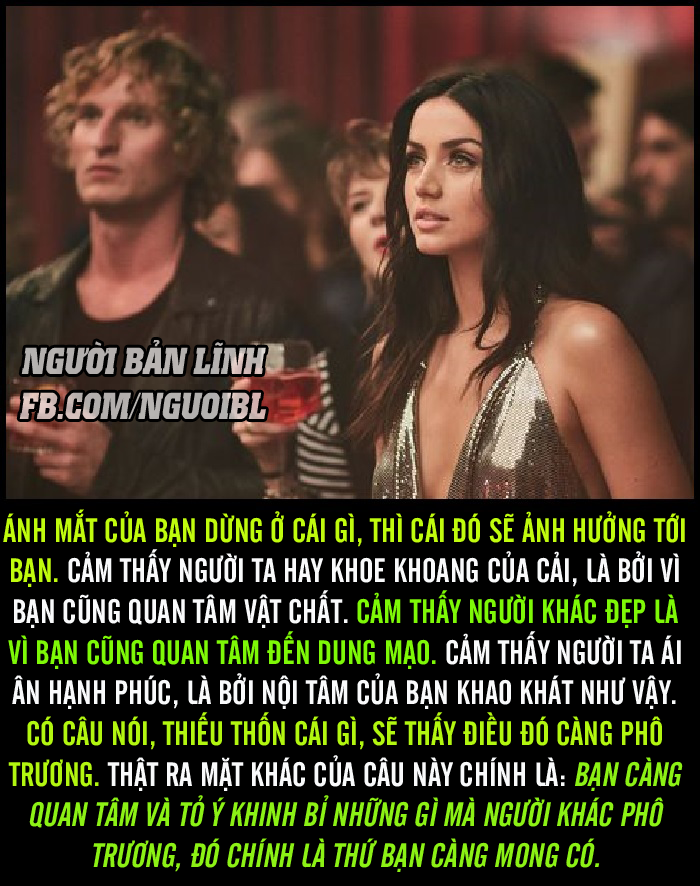 NGƯỜI BẢN LĨNH
FB.COM/NGUOIBL
ÁNH MẮT CỦA BẠN DỪNG Ở CÁI GÌ, THÌ CÁI ĐÓ SẼ ẢNH HƯỞNG TỚI
BẠN. CẢM THẤY NGƯỜI TA HAY KHOE KHOANG CỦA CẢI, LÀ BỞI VÌ
BẠN CŨNG QUAN TÂM VẬT CHẤT. CẢM THẤY NGƯỜI KHÁC ĐẸP LÀ
VÌ BẠN CŨNG QUAN TÂM ĐẾN DUNG MẠO. CẢM THẤY NGƯỜI TA ÁI
ÂN HẠNH PHÚC, LÀ BỞI NỘI TÂM CỦA BẠN KHAO KHÁT NHƯ VẬY.
CÓ CÂU NÓI, THIẾU THỐN CÁI GÌ, SẼ THẤY ĐIỀU ĐÓ CÀNG PHÔ
TRƯƠNG. THẬT RA MẶT KHÁC CỦA CÂU NÀY CHÍNH LÀ: BẠN CÀNG
QUAN TÂM VÀ TỎ Ý KHINH BỈ NHỮNG GÌ MÀ NGƯỜI KHÁC PHÔ
TRƯƠNG, ĐÓ CHÍNH LÀ THỨ BẠN CÀNG MONG CÓ.